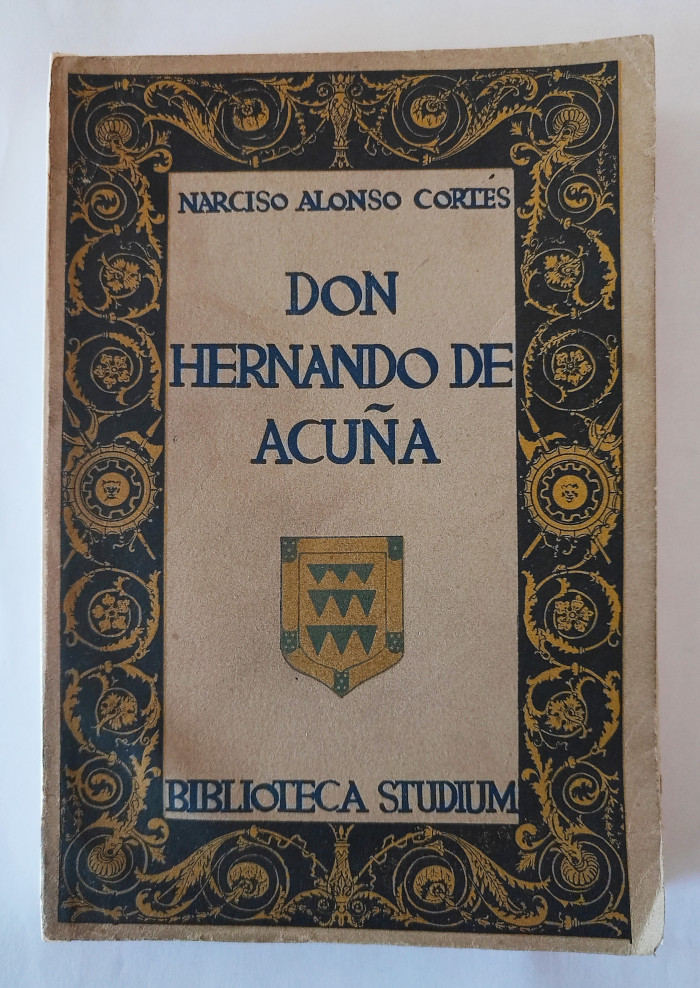 NARCISO ALONSO CORTÉS
DON
HERNANDO DE
ACUÑA
BIBLIOTECA STUDIUM